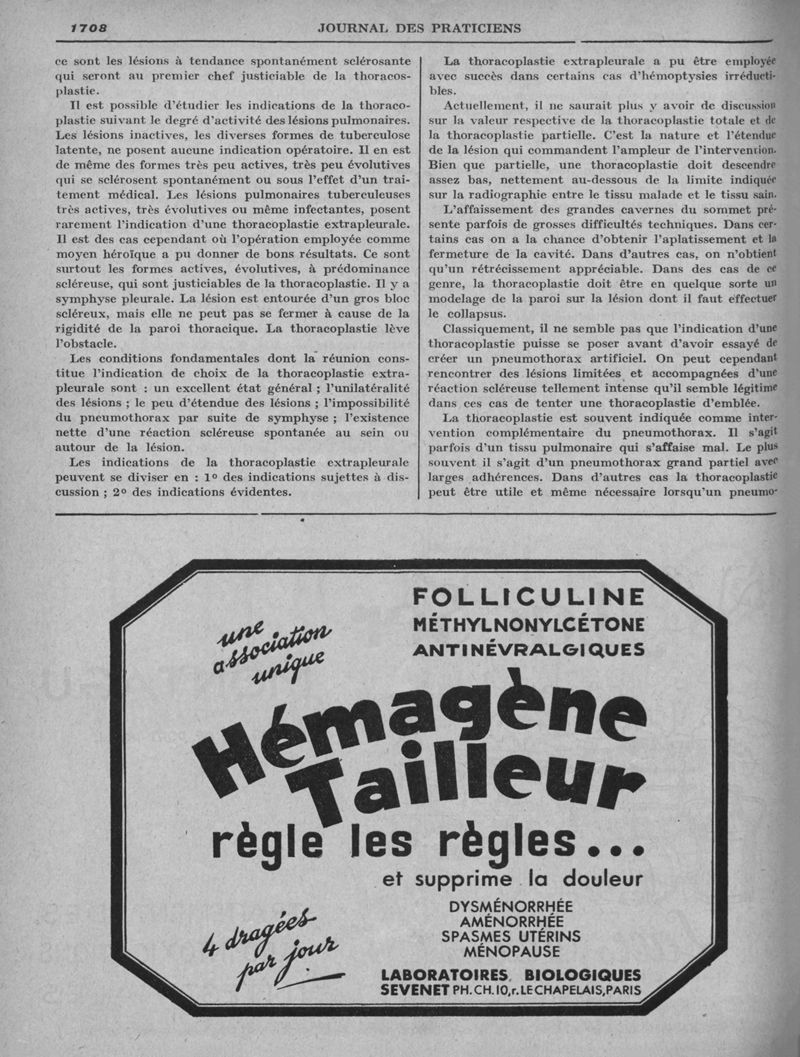 1708
JOURNAL DES PRATICIENS
ce sont les lésions à tendance spontanément sclérosante
qui seront au premier chef justiciable de la thoracos-
plastie.
Il est possible d'étudier les indications de la thoraco-
plastie suivant le degré d'activité des lésions pulmonaires.
Les lésions inactives, les diverses formes de tuberculose
latente, ne posent aucune indication opératoire. Il en est
de même des formes très peu actives, très peu évolutives
qui se sclérosent spontanément ou sous l'effet d'un trai-
tement médical. Les lésions pulmonaires tuberculeuses
très actives, très évolutives ou même infectantes, posent
rarement l'indication d'une thoracoplastie extrapleurale.
Il est des cas cependant où l'opération employée comme
moyen héroïque a pu donner de bons résultats. Ce sont
surtout les formes actives, évolutives, à prédominance
scléreuse, qui sont justiciables de la thoracoplastie. Il y a
symphyse pleurale. La lésion est entourée d'un gros bloc
scléreux, mais elle ne peut pas se fermer à cause de la
rigidité de la paroi thoracique. La thoracoplastie lève
l'obstacle.
Les conditions fondamentales dont la réunion cons-
titue l'indication de choix de la thoracoplastie extra-
pleurale sont : un excellent état général ; l'unilatéralité
des lésions ; le peu d'étendue des lésions ; l'impossibilité
du pneumothorax par suite de symphyse ; l'existence
nette d'une réaction scléreuse spontanée au sein ou
autour de la lésion.
Les indications de la thoracoplastie extrapleurale
peuvent se diviser en : 1º des indications sujettes à dis-
cussion ; 2º des indications évidentes.
La thoracoplastie extrapleurale a pu être employée
avec succès dans certains cas d'hémoptysies irréducti-
bles.
Actuellement, il ne saurait plus y avoir de discussion
sur la valeur respective de la thoracoplastie totale et de
la thoracoplastie partielle. C'est la nature et l'étendue
de la lésion qui commandent l'ampleur de l'intervention.
Bien que partielle, une thoracoplastie doit descendre
assez bas, nettement au-dessous de la limite indiquée
sur la radiographie entre le tissu malade et le tissu sain.
L'affaissement des grandes cavernes du sommet pré-
sente parfois de grosses difficultés techniques. Dans cer-
tains cas on a la chance d'obtenir l'aplatissement et la
fermeture de la cavité. Dans d'autres cas, on n'obtient
qu'un rétrécissement appréciable. Dans des cas de ce
genre, la thoracoplastie doit être en quelque sorte un
modelage de la paroi sur la lésion dont il faut effectuer
le collapsus.
Classiquement, il ne semble pas que l'indication d'une
thoracoplastie puisse se poser avant d'avoir essayé de
créer un pneumothorax artificiel. On peut cependant
rencontrer des lésions limitées et accompagnées d'une
réaction scléreuse tellement intense qu'il semble légitime
dans ces cas de tenter une thoracoplastie d'emblée.
La thoracoplastie est souvent indiquée comme inter-
vention complémentaire du pneumothorax. Il s'agit
parfois d'un tissu pulmonaire qui s'affaise mal. Le plus
souvent il s'agit d'un pneumothorax grand partiel avec
larges adhérences. Dans d'autres cas la thoracoplastie
peut être utile et même nécessaire lorsqu'un pneumo-
une
association
unique
FOLLICULINE
MÉTHYLNONYLCÉTONE
ANTINÉVRALGIQUES
Hémagène
Tailleur
règle les règles...
et supprime la douleur
4 dragées
par jour
DYSMÉNORRHÉE
AMÉNORRHÉE
SPASMES UTÉRINS
MÉNOPAUSE
LABORATOIRES BIOLOGIQUES
SEVENET PH. CH. 10, r. LE CHAPELAIS, PARIS